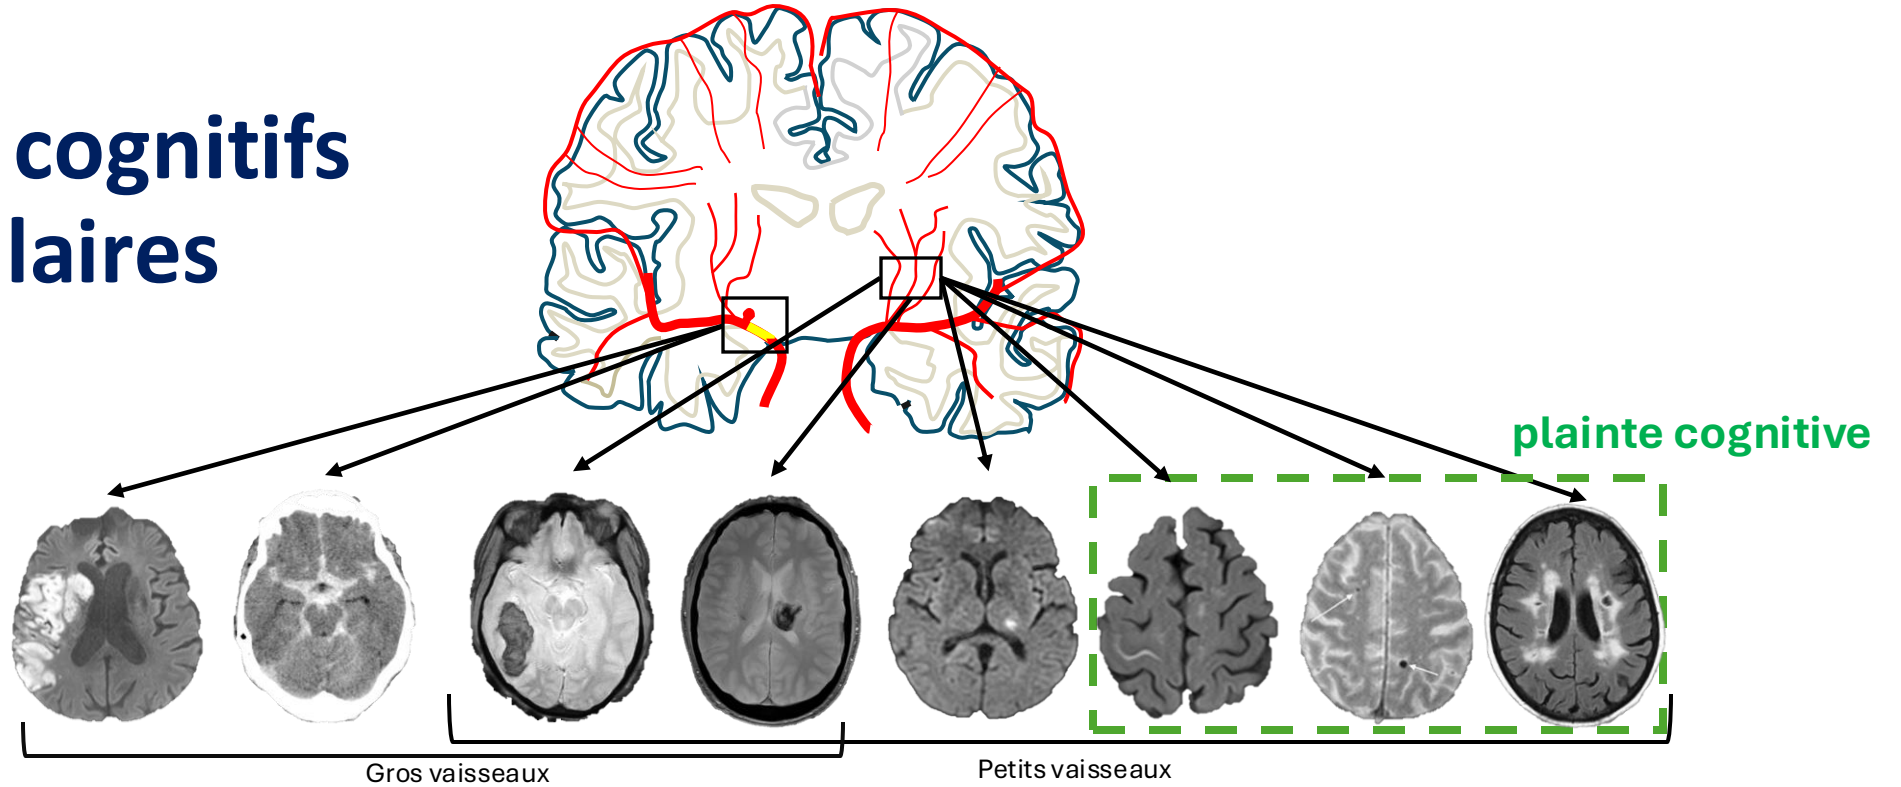 cognitifs
laires
plainte cognitive
Gros vaisseaux
Petits vaisseaux